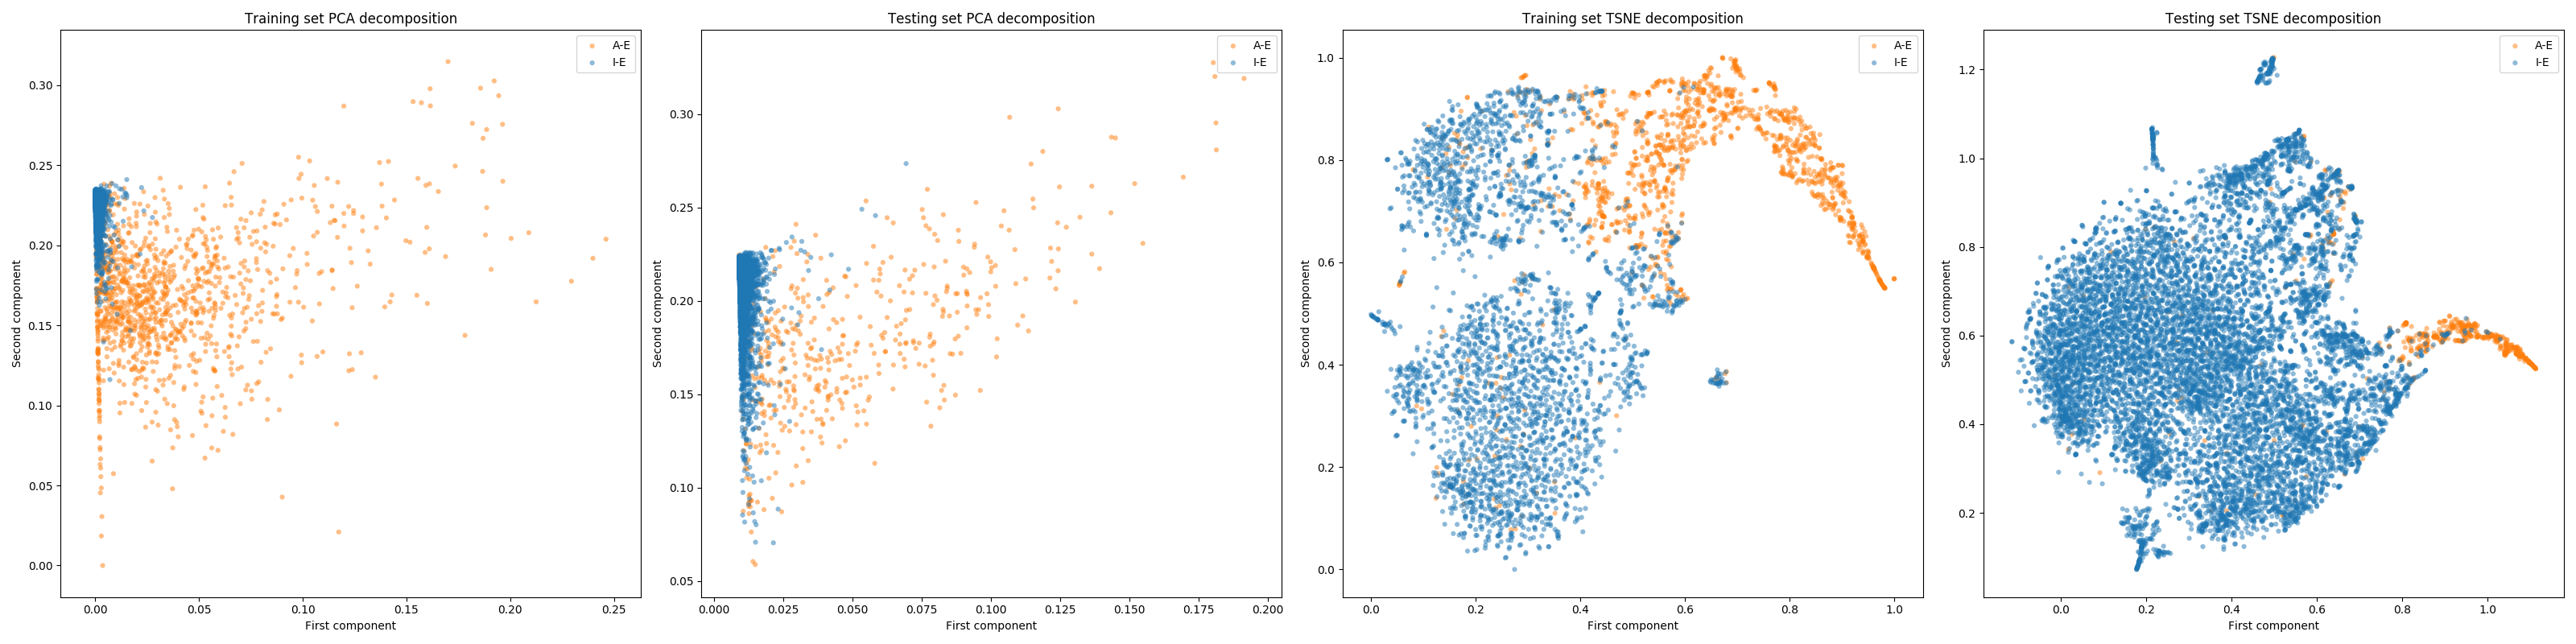 Training set PCA decomposition
A-E
I-E
0.30
0.25
0.20
0.15
0.10
0.05
0.00
Second component
0.00
0.05
0.10
0.15
0.20
0.25
First component
Testing set PCA decomposition
A-E
I-E
0.30
0.25
0.20
0.15
0.10
0.05
Second component
0.000
0.025
0.050
0.075
0.100
0.125
0.150
0.175
0.200
First component
Training set TSNE decomposition
A-E
I-E
1.0
0.8
0.6
0.4
0.2
0.0
Second component
0.0
0.2
0.4
0.6
0.8
1.0
First component
Testing set TSNE decomposition
A-E
I-E
1.2
1.0
0.8
0.6
0.4
0.2
Second component
0.0
0.2
0.4
0.6
0.8
1.0
First component